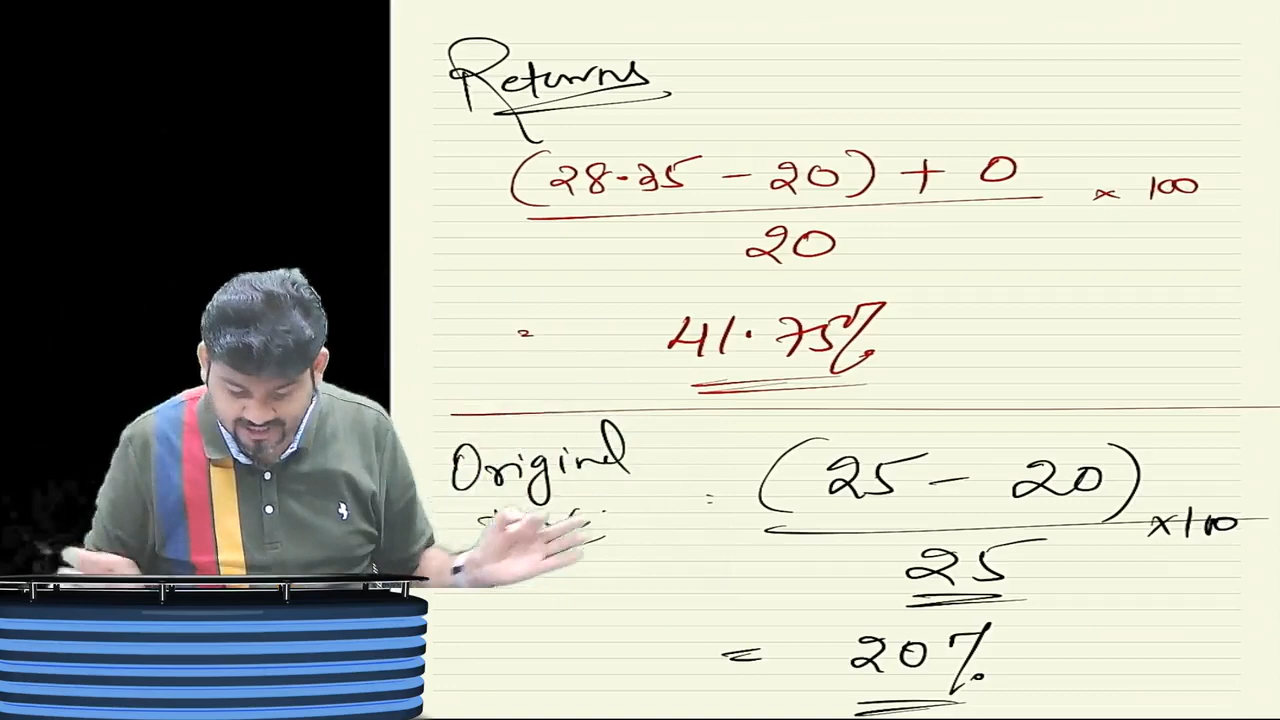 Returns
(28.35 - 20) + 0 × 100
20
= 41.75%
Original
= (25 - 20) ×100
25
= 20%